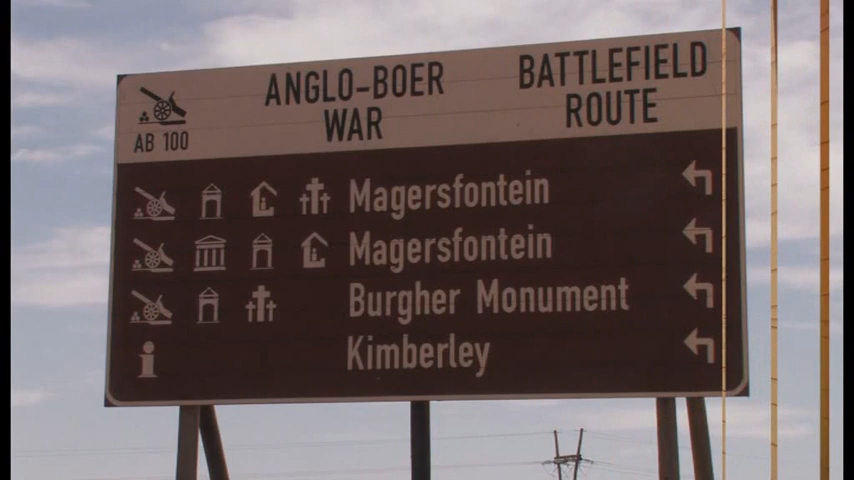 ANGLO-BOER WAR
BATTLEFIELD ROUTE
AB 100
Magersfontein
Magersfontein
Burgher Monument
Kimberley